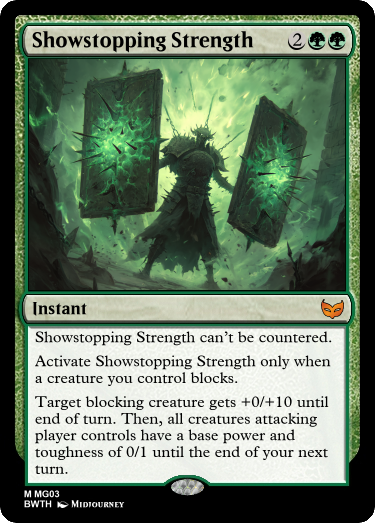 Showstopping Strength 2
Instant
Showstopping Strength can't be countered.
Activate Showstopping Strength only when
a creature you control blocks.
Target blocking creature gets +0/+10 until
end of turn. Then, all creatures attacking
player controls have a base power and
toughness of 0/1 until the end of your next
turn.
M MG03
BWTH Midjourney